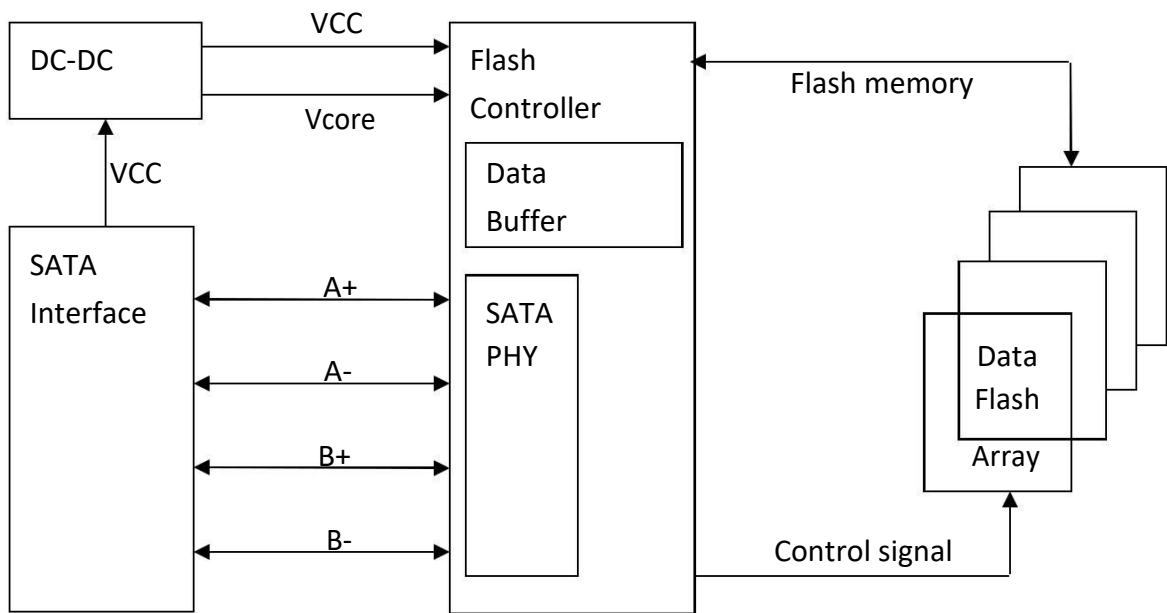 DC-DC
VCC
Vcore
VCC
SATA
Interface
A+
A-
B+
B-
Flash
Controller
Data
Buffer
SATA
PHY
Flash memory
Data
Flash
Array
Control signal